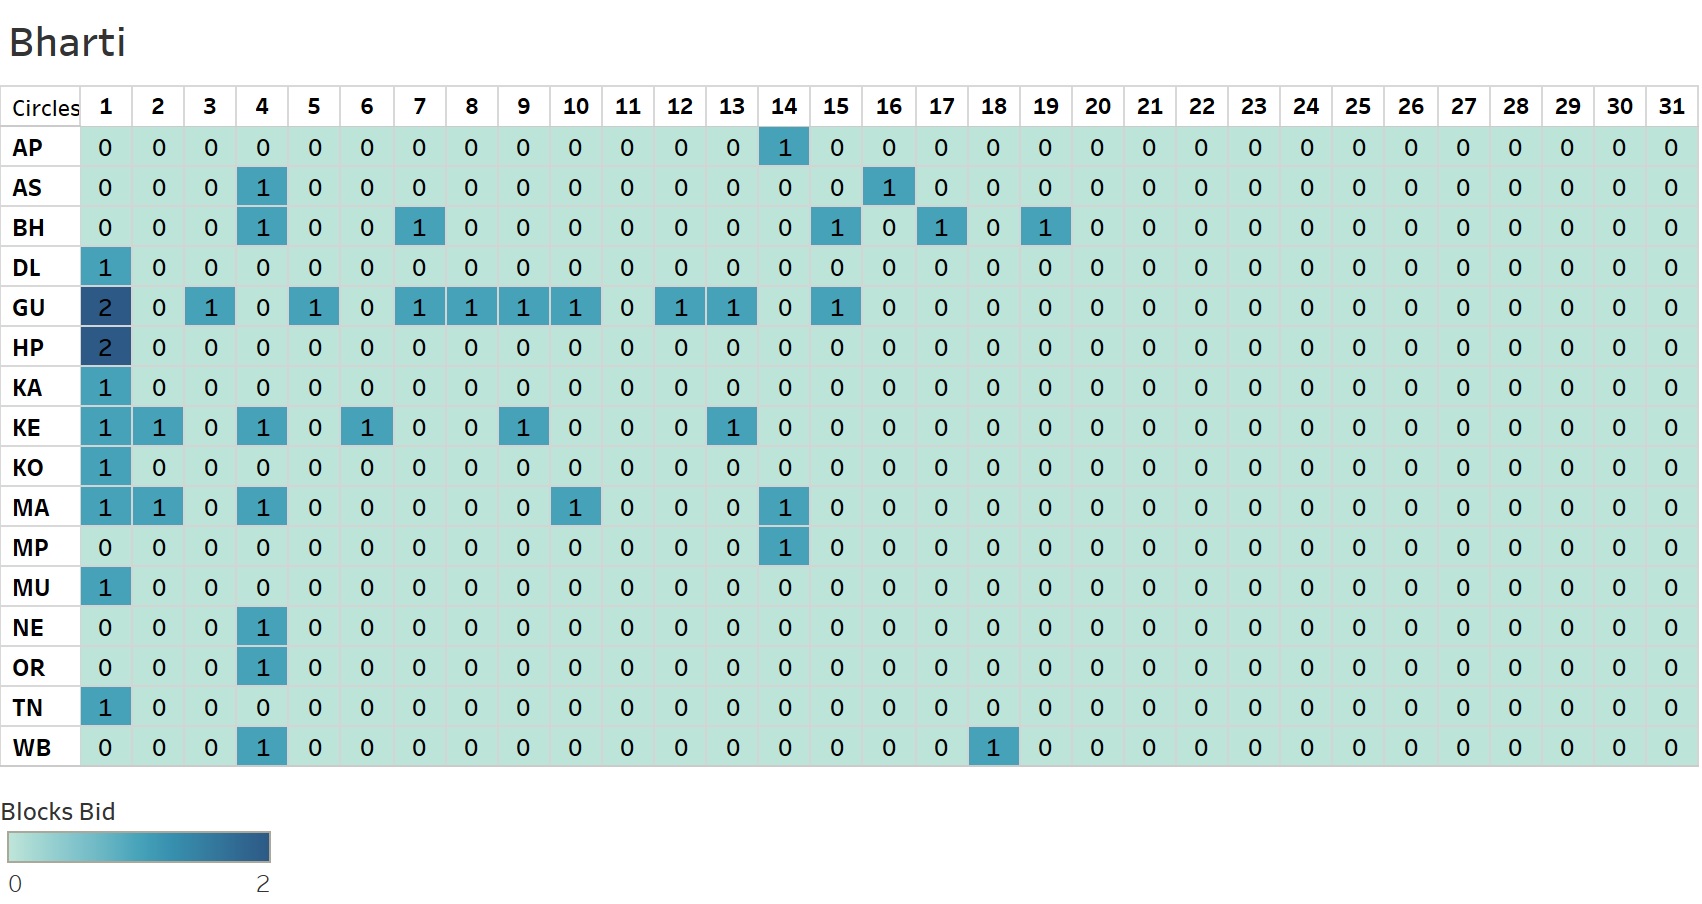 Bharti
Circles 1 2 3 4 5 6 7 8 9 10 11 12 13 14 15 16 17 18 19 20 21 22 23 24 25 26 27 28 29 30 31
AP 0 0 0 0 0 0 0 0 0 0 0 0 0 1 0 0 0 0 0 0 0 0 0 0 0 0 0 0 0 0 0
AS 0 0 0 1 0 0 0 0 0 0 0 0 0 0 0 1 0 0 0 0 0 0 0 0 0 0 0 0 0 0 0
BH 0 0 0 1 0 0 1 0 0 0 0 0 0 0 1 0 1 0 1 0 0 0 0 0 0 0 0 0 0 0 0
DL 1 0 0 0 0 0 0 0 0 0 0 0 0 0 0 0 0 0 0 0 0 0 0 0 0 0 0 0 0 0 0
GU 2 0 1 0 1 0 1 1 1 1 0 1 1 0 1 0 0 0 0 0 0 0 0 0 0 0 0 0 0 0 0
HP 2 0 0 0 0 0 0 0 0 0 0 0 0 0 0 0 0 0 0 0 0 0 0 0 0 0 0 0 0 0 0
KA 1 0 0 0 0 0 0 0 0 0 0 0 0 0 0 0 0 0 0 0 0 0 0 0 0 0 0 0 0 0 0
KE 1 1 0 1 0 1 0 0 1 0 0 0 1 0 0 0 0 0 0 0 0 0 0 0 0 0 0 0 0 0 0
KO 1 0 0 0 0 0 0 0 0 0 0 0 0 0 0 0 0 0 0 0 0 0 0 0 0 0 0 0 0 0 0
MA 1 1 0 1 0 0 0 0 0 1 0 0 0 1 0 0 0 0 0 0 0 0 0 0 0 0 0 0 0 0 0
MP 0 0 0 0 0 0 0 0 0 0 0 0 0 1 0 0 0 0 0 0 0 0 0 0 0 0 0 0 0 0 0
MU 1 0 0 0 0 0 0 0 0 0 0 0 0 0 0 0 0 0 0 0 0 0 0 0 0 0 0 0 0 0 0
NE 0 0 0 1 0 0 0 0 0 0 0 0 0 0 0 0 0 0 0 0 0 0 0 0 0 0 0 0 0 0 0
OR 0 0 0 1 0 0 0 0 0 0 0 0 0 0 0 0 0 0 0 0 0 0 0 0 0 0 0 0 0 0 0
TN 1 0 0 0 0 0 0 0 0 0 0 0 0 0 0 0 0 0 0 0 0 0 0 0 0 0 0 0 0 0 0
WB 0 0 0 1 0 0 0 0 0 0 0 0 0 0 0 0 0 1 0 0 0 0 0 0 0 0 0 0 0 0 0
Blocks Bid
0 2